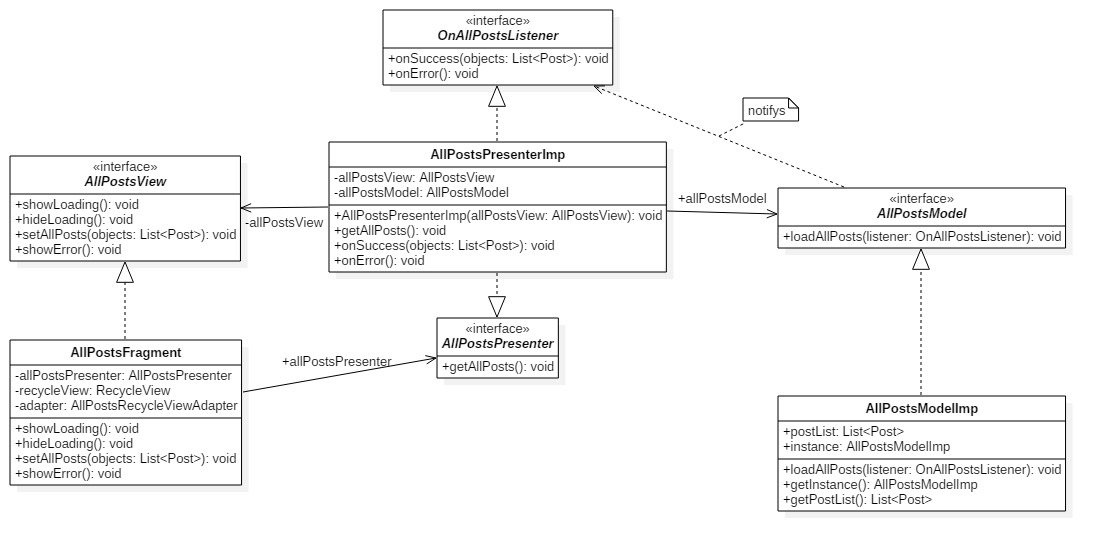 «interface»
OnAllPostsListener
+onSuccess(objects: List<Post>): void
+onError(): void
notifys
«interface»
AllPostsView
+showLoading(): void
+hideLoading(): void
+setAllPosts(objects: List<Post>): void
+showError(): void
AllPostsPresenterImp
-allPostsView: AllPostsView
-allPostsModel: AllPostsModel
+AllPostsPresenterImp(allPostsView: AllPostsView): void
+getAllPosts(): void
+onSuccess(objects: List<Post>): void
+onError(): void
-allPostsView
+allPostsModel
«interface»
AllPostsModel
+loadAllPosts(listener: OnAllPostsListener): void
«interface»
AllPostsPresenter
+getAllPosts(): void
+allPostsPresenter
AllPostsFragment
-allPostsPresenter: AllPostsPresenter
-recycleView: RecycleView
-adapter: AllPostsRecycleViewAdapter
+showLoading(): void
+hideLoading(): void
+setAllPosts(objects: List<Post>): void
+showError(): void
AllPostsModelImp
+postList: List<Post>
+instance: AllPostsModelImp
+loadAllPosts(listener: OnAllPostsListener): void
+getInstance(): AllPostsModelImp
+getPostList(): List<Post>